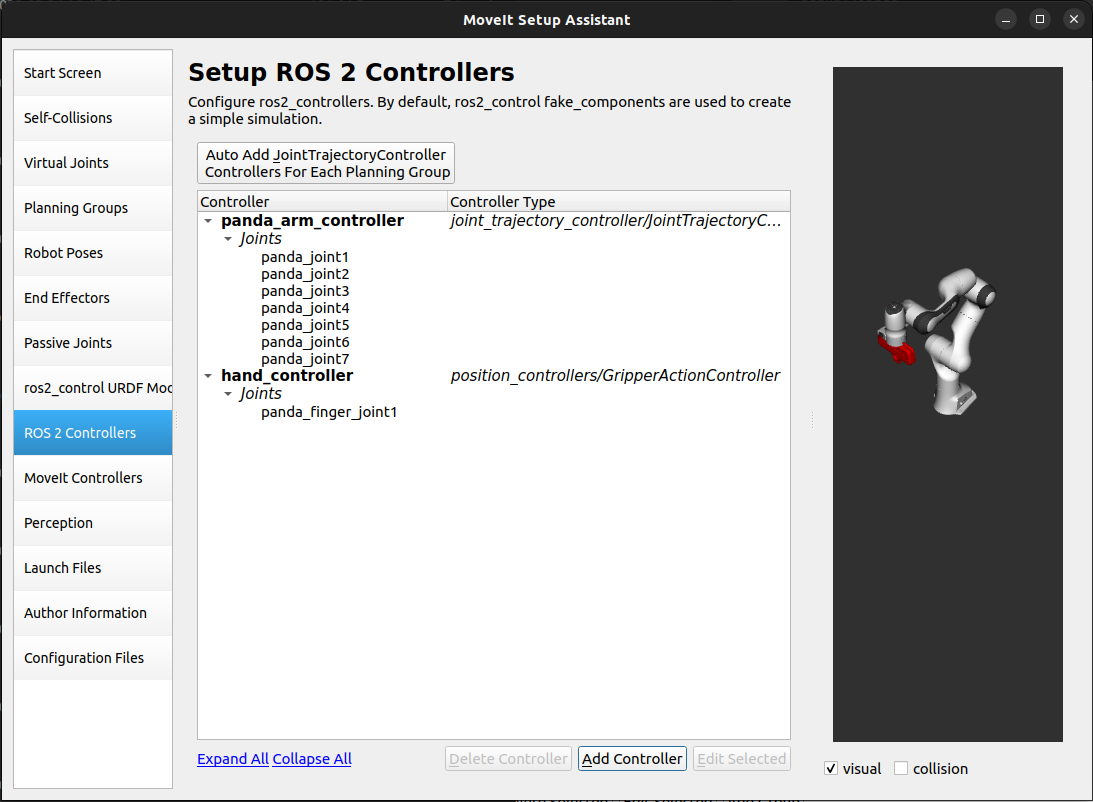 MoveIt Setup Assistant
Start Screen
Self-Collisions
Virtual Joints
Planning Groups
Robot Poses
End Effectors
Passive Joints
ros2_control URDF Mod
ROS 2 Controllers
MoveIt Controllers
Perception
Launch Files
Author Information
Configuration Files
Setup ROS 2 Controllers
Configure ros2_controllers. By default, ros2_control fake_components are used to create
a simple simulation.
Auto Add JointTrajectoryController
Controllers For Each Planning Group
Controller Controller Type
panda_arm_controller joint_trajectory_controller/JointTrajectoryC...
Joints
panda_joint1
panda_joint2
panda_joint3
panda_joint4
panda_joint5
panda_joint6
panda_joint7
hand_controller position_controllers/GripperActionController
Joints
panda_finger_joint1
Expand All Collapse All Delete Controller Add Controller Edit Selected
visual collision